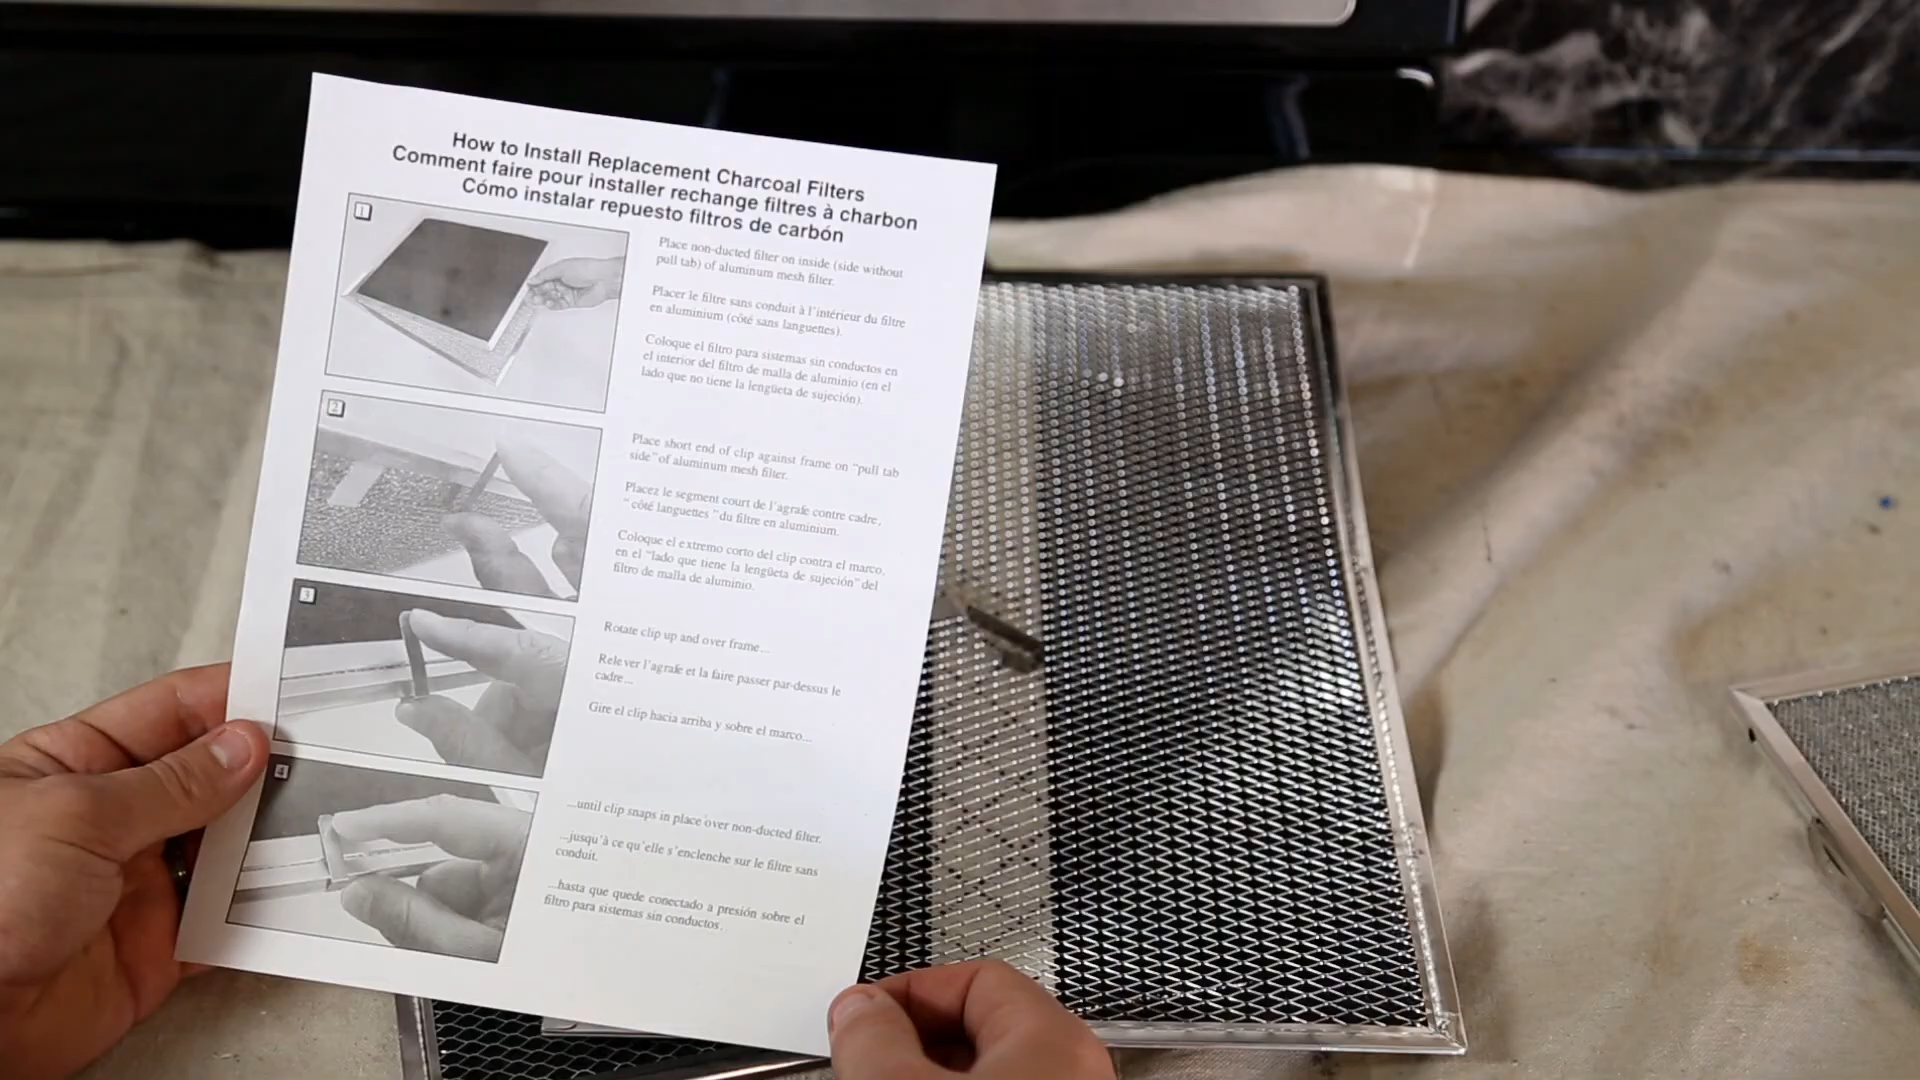 How to Install Replacement Charcoal Filters
Comment faire pour installer rechange filtres à charbon
Cómo instalar repuesto filtros de carbón
1
Place non-ducted filter on inside (side without
pull tab) of aluminum mesh filter.
Placer le filtre sans conduit à l'intérieur du filtre
en aluminium (côté sans languettes).
Coloque el filtro para sistemas sin conductos en
el interior del filtro de malla de aluminio (en el
lado que no tiene la lengüeta de sujeción).
2
Place short end of clip against frame on "pull tab
side" of aluminum mesh filter.
Placez le segment court de l'agrafe contre cadre,
"côté languettes" du filtre en aluminium.
Coloque el extremo corto del clip contra el marco,
en el "lado que tiene la lengüeta de sujeción" del
filtro de malla de aluminio.
3
Rotate clip up and over frame...
Relever l'agrafe et la faire passer par-dessus le
cadre...
Gire el clip hacia arriba y sobre el marco...
4
...until clip snaps in place over non-ducted filter.
...jusqu'à ce qu'elle s'enclenche sur le filtre sans
conduit.
...hasta que quede conectado a presión sobre el
filtro para sistemas sin conductos.